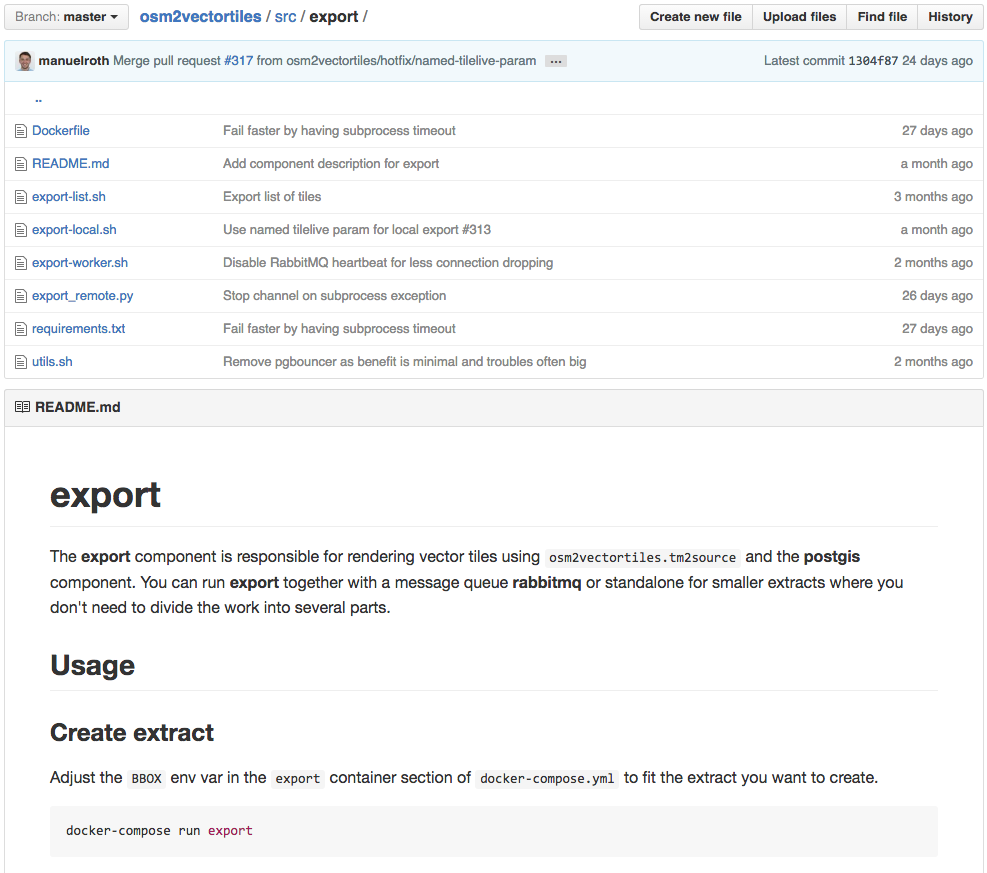 Branch: master osm2vectortiles / src / export / Create new file Upload files Find file History
manuelroth Merge pull request #317 from osm2vectortiles/hotfix/named-tilelive-param ... Latest commit 1304f87 24 days ago
..
Dockerfile Fail faster by having subprocess timeout 27 days ago
README.md Add component description for export a month ago
export-list.sh Export list of tiles 3 months ago
export-local.sh Use named tilelive param for local export #313 a month ago
export-worker.sh Disable RabbitMQ heartbeat for less connection dropping 2 months ago
export_remote.py Stop channel on subprocess exception 26 days ago
requirements.txt Fail faster by having subprocess timeout 27 days ago
utils.sh Remove pgbouncer as benefit is minimal and troubles often big 2 months ago
README.md
export
The export component is responsible for rendering vector tiles using osm2vectortiles.tm2source and the postgis
component. You can run export together with a message queue rabbitmq or standalone for smaller extracts where you
don't need to divide the work into several parts.
Usage
Create extract
Adjust the BBOX env var in the export container section of docker-compose.yml to fit the extract you want to create.
docker-compose run export